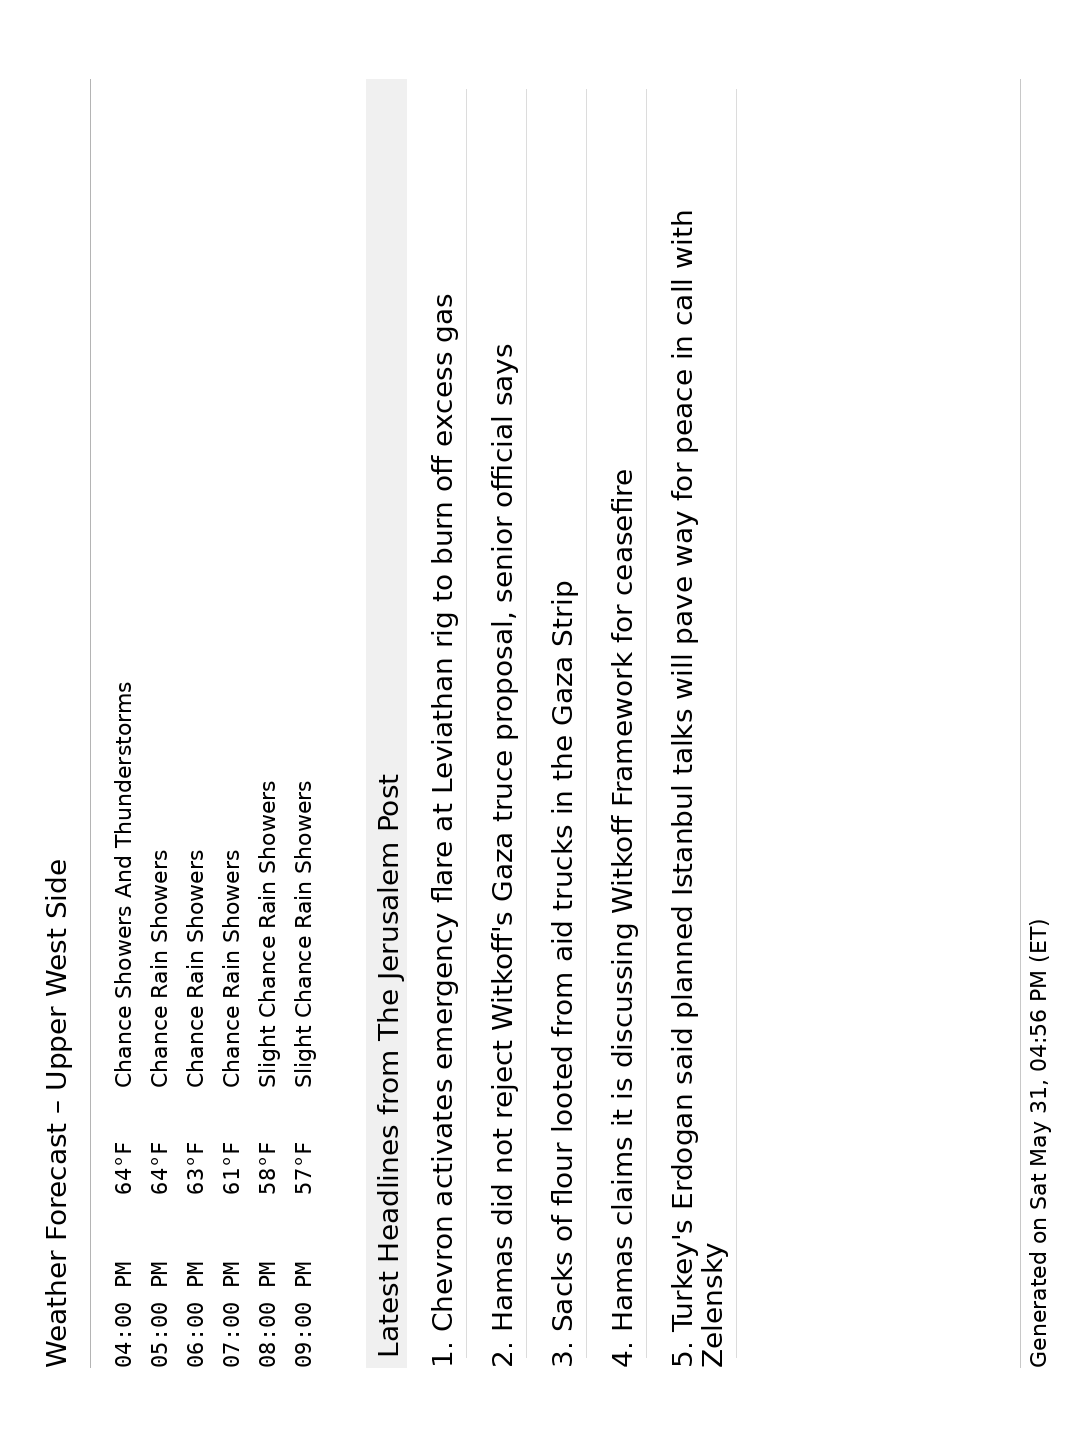 Weather Forecast – Upper West Side
04:00 PM 64°F Chance Showers And Thunderstorms
05:00 PM 64°F Chance Rain Showers
06:00 PM 63°F Chance Rain Showers
07:00 PM 61°F Chance Rain Showers
08:00 PM 58°F Slight Chance Rain Showers
09:00 PM 57°F Slight Chance Rain Showers
Latest Headlines from The Jerusalem Post
1. Chevron activates emergency flare at Leviathan rig to burn off excess gas
2. Hamas did not reject Witkoff's Gaza truce proposal, senior official says
3. Sacks of flour looted from aid trucks in the Gaza Strip
4. Hamas claims it is discussing Witkoff Framework for ceasefire
5. Turkey's Erdogan said planned Istanbul talks will pave way for peace in call with
Zelensky
Generated on Sat May 31, 04:56 PM (ET)